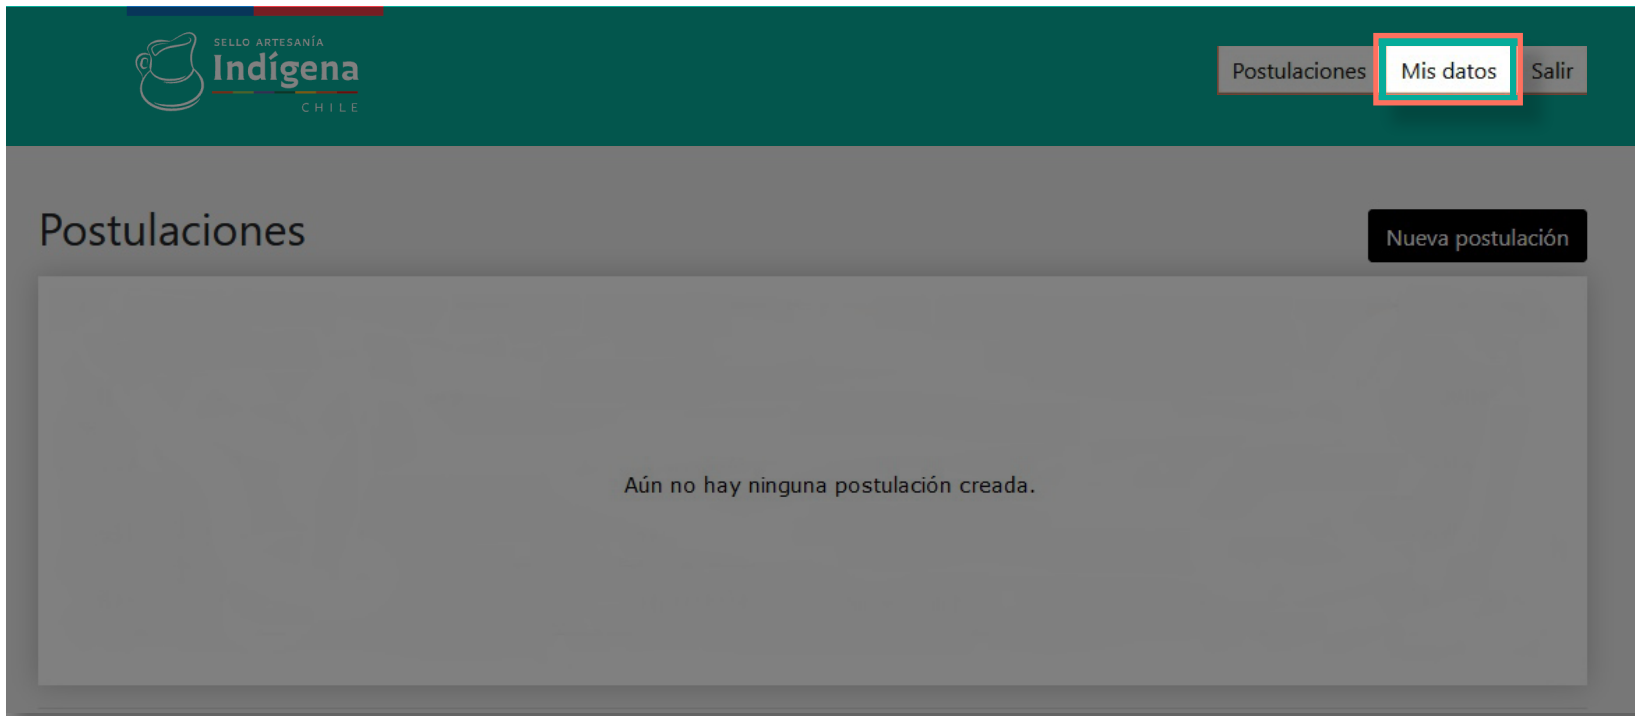 SELLO ARTESANÍA
Indígena
CHILE
Postulaciones
Mis datos
Salir
Postulaciones
Nueva postulación
Aún no hay ninguna postulación creada.